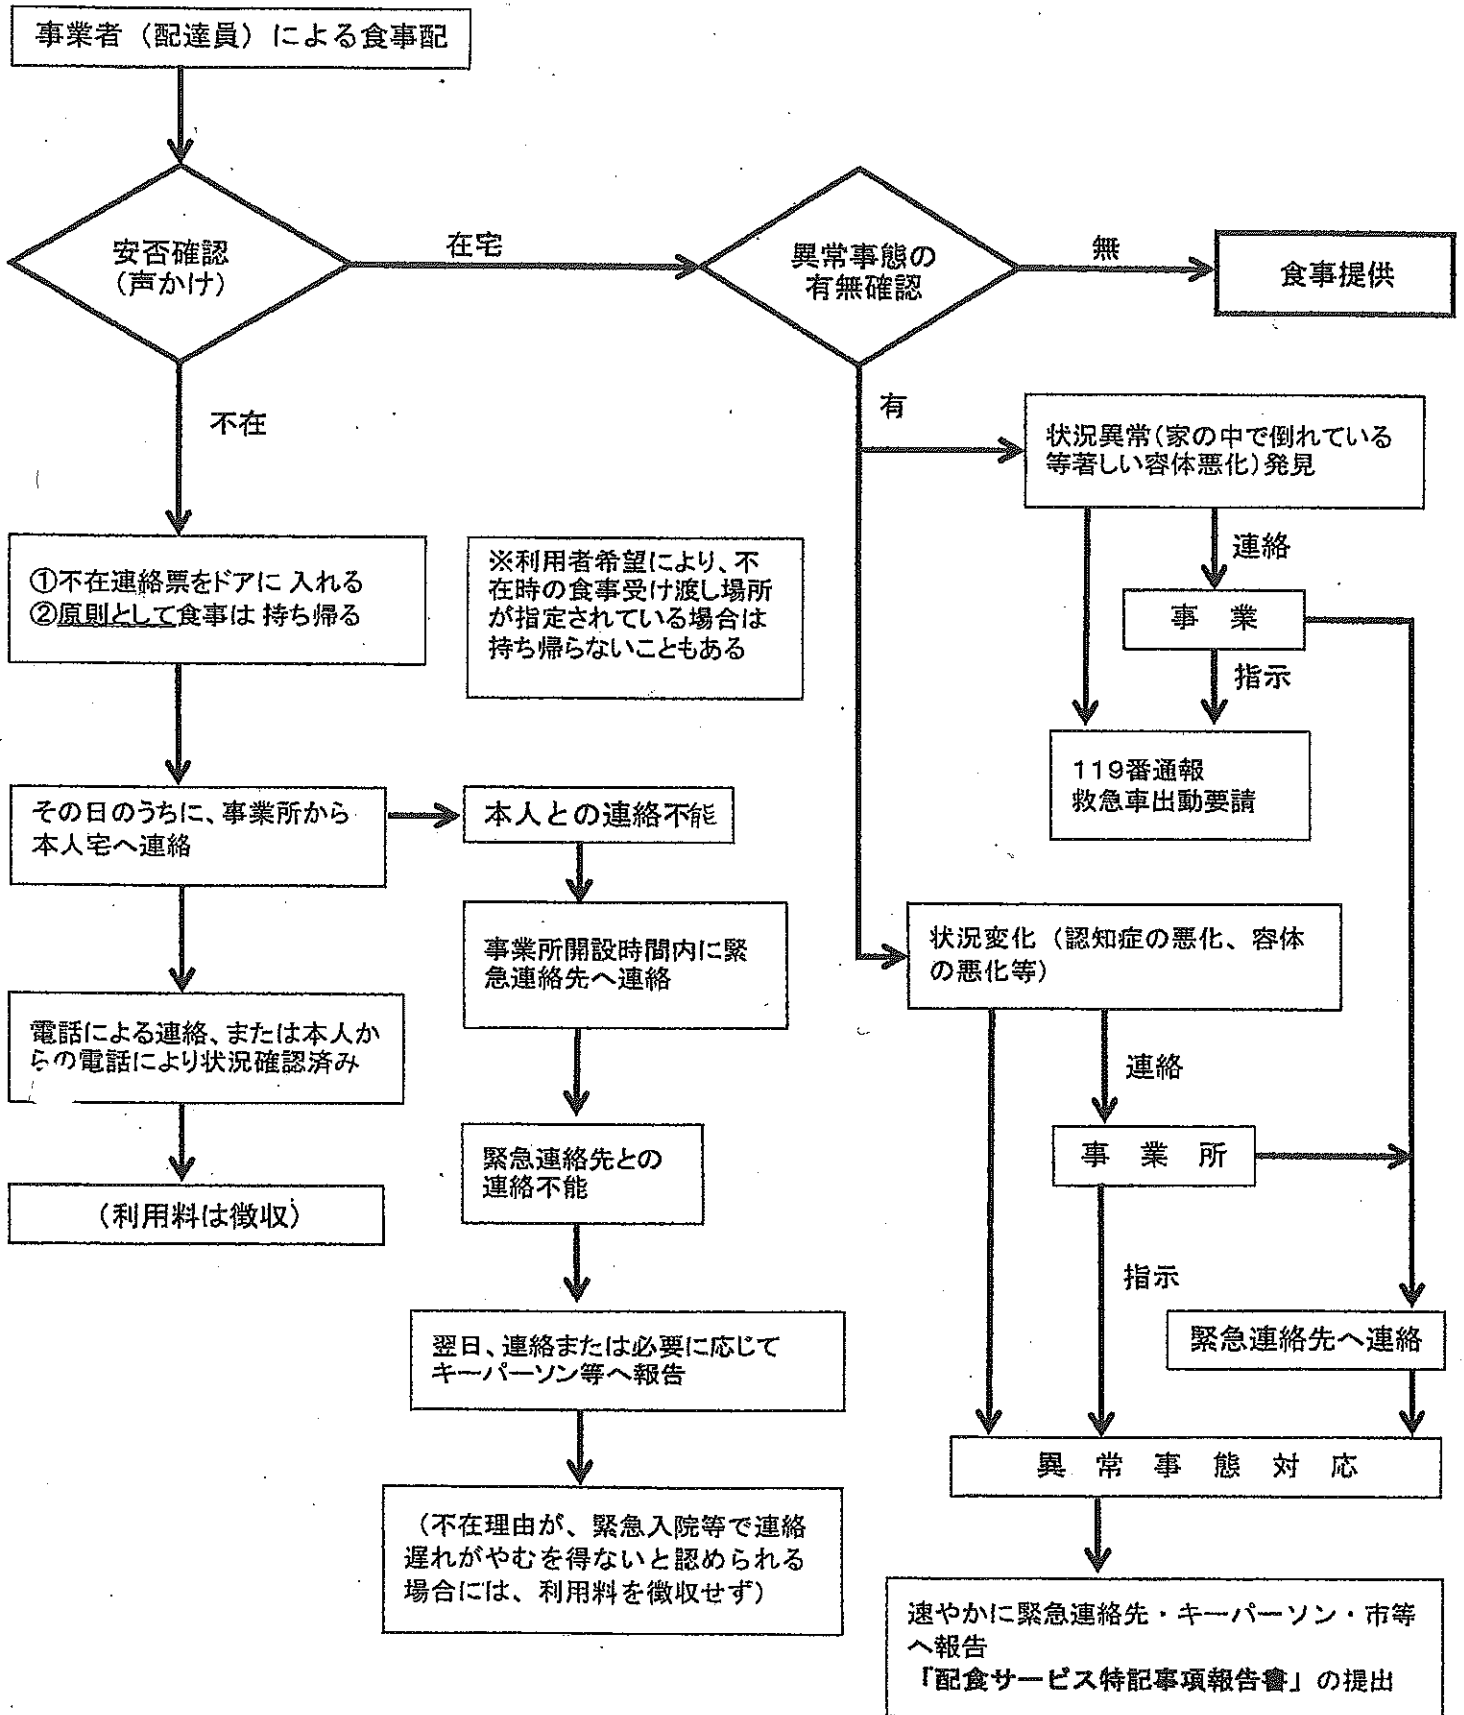 事業者（配達員）による食事配
安否確認
(声かけ)
在宅
異常事態の
有無確認
無
食事提供
不在
有
①不在連絡票をドアに 入れる
②原則として食事は 持ち帰る
※利用者希望により、不
在時の食事受け渡し場所
が指定されている場合は
持ち帰らないこともある
その日のうちに、事業所から
本人宅へ連絡
本人との連絡不能
電話による連絡、または本人か
らの電話により状況確認済み
（利用料は徴収）
事業所開設時間内に緊
急連絡先へ連絡
緊急連絡先との
連絡不能
翌日、連絡または必要に応じて
キーパーソン等へ報告
（不在理由が、緊急入院等で連絡
遅れがやむを得ないと認められる
場合には、利用料を徴収せず）
状況異常(家の中で倒れている
等著しい容体悪化)発見
連絡
事 業
指示
119番通報
救急車出動要請
状況変化（認知症の悪化、容体
の悪化等）
連絡
事 業 所
指示
緊急連絡先へ連絡
異 常 事 態 対 応
速やかに緊急連絡先・キーパーソン・市等
へ報告
「配食サービス特記事項報告書」の提出